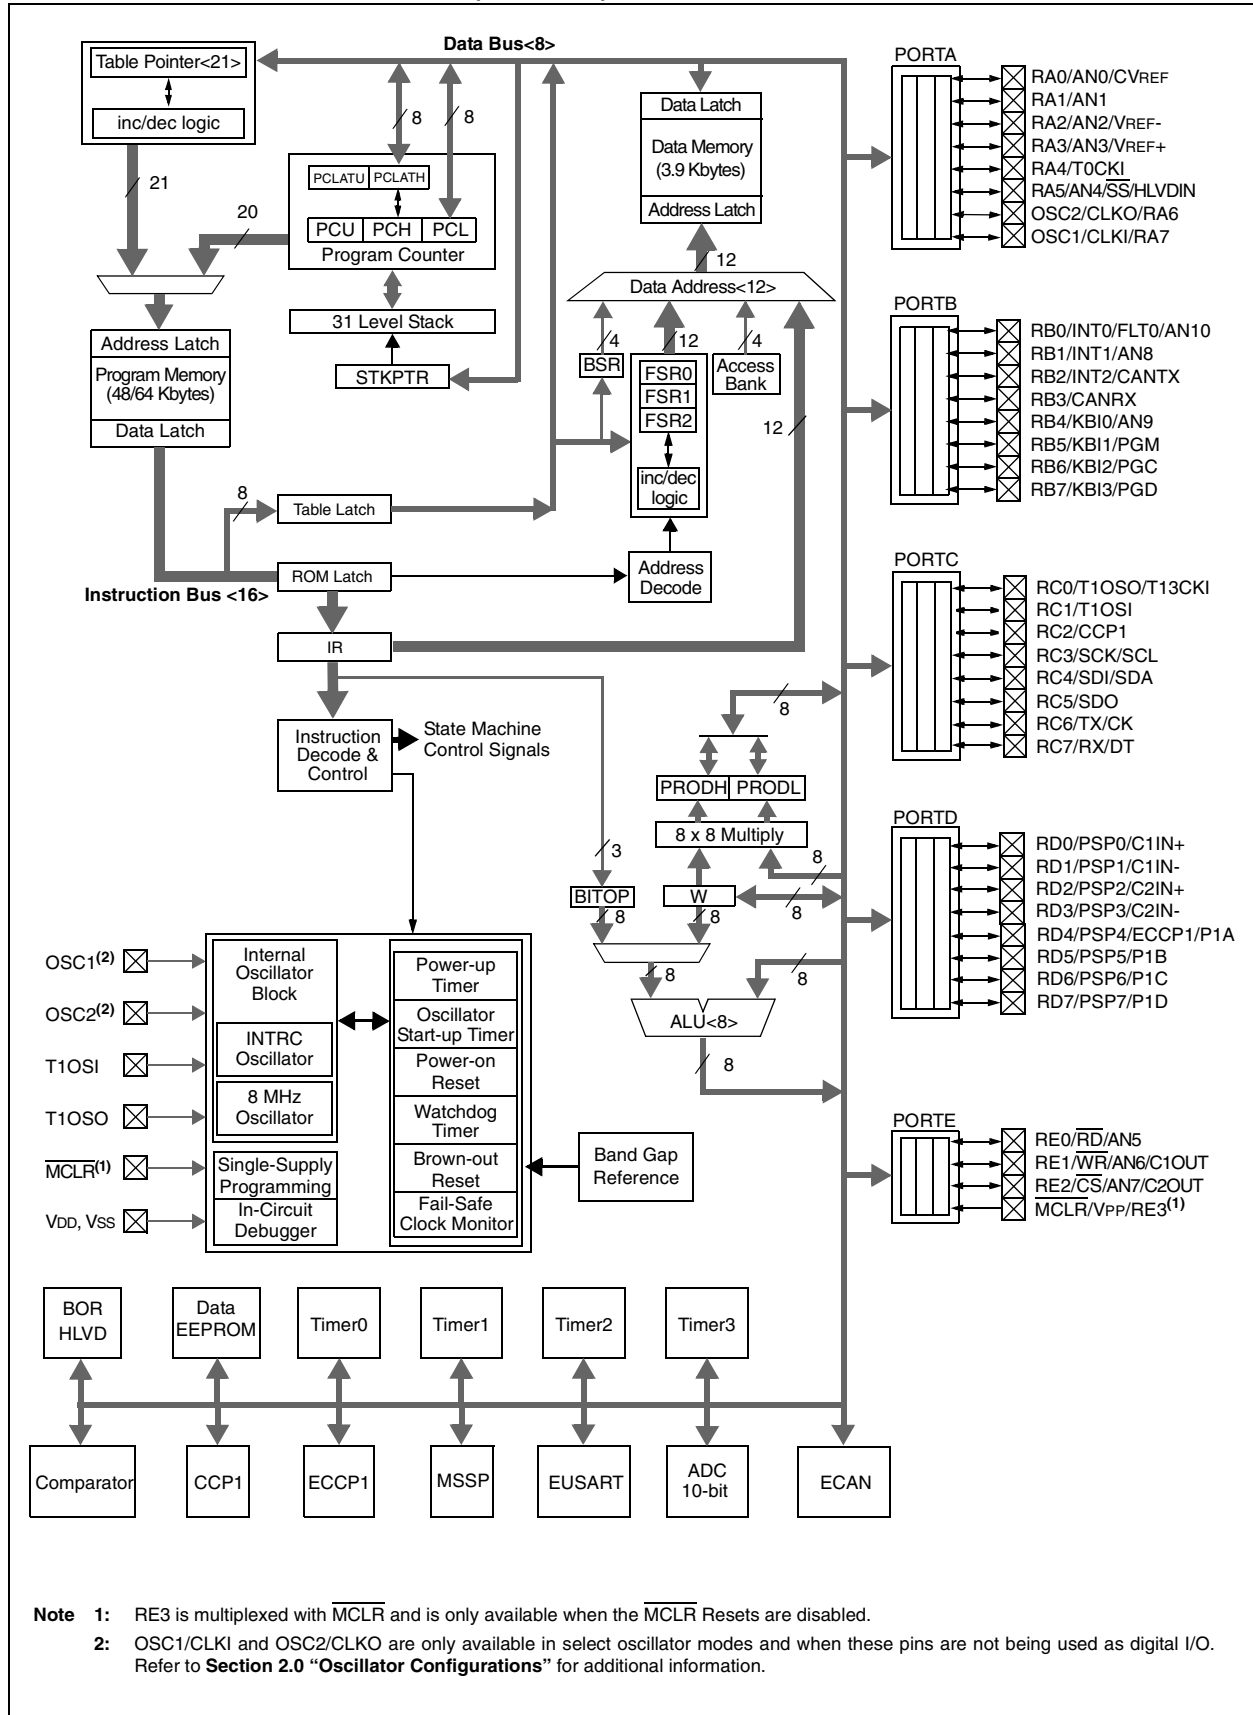 Data Bus<8>
Table Pointer<21>
inc/dec logic
21
20
8
8
PCLATU PCLATH
PCU PCH PCL
Program Counter
31 Level Stack
STKPTR
Address Latch
Program Memory
(48/64 Kbytes)
Data Latch
Data Latch
Data Memory
(3.9 Kbytes)
Address Latch
12
Data Address<12>
4
12
4
BSR
FSR0
FSR1
FSR2
inc/dec
logic
Access
Bank
12
8
Table Latch
ROM Latch
Instruction Bus <16>
Address
Decode
IR
Instruction
Decode &
Control
State Machine
Control Signals
8
PRODH PRODL
8 x 8 Multiply
3
8
BITOP
W
8
8
8
8
8
ALU<8>
8
OSC1(2)
OSC2(2)
T1OSI
T1OSO
MCLR(1)
VDD, VSS
Internal
Oscillator
Block
INTRC
Oscillator
8 MHz
Oscillator
Single-Supply
Programming
In-Circuit
Debugger
Power-up
Timer
Oscillator
Start-up Timer
Power-on
Reset
Watchdog
Timer
Brown-out
Reset
Fail-Safe
Clock Monitor
Band Gap
Reference
PORTA
RA0/AN0/CVREF
RA1/AN1
RA2/AN2/VREF-
RA3/AN3/VREF+
RA4/T0CKI
RA5/AN4/SS/HLVDIN
OSC2/CLKO/RA6
OSC1/CLKI/RA7
PORTB
RB0/INT0/FLT0/AN10
RB1/INT1/AN8
RB2/INT2/CANTX
RB3/CANRX
RB4/KBI0/AN9
RB5/KBI1/PGM
RB6/KBI2/PGC
RB7/KBI3/PGD
PORTC
RC0/T1OSO/T13CKI
RC1/T1OSI
RC2/CCP1
RC3/SCK/SCL
RC4/SDI/SDA
RC5/SDO
RC6/TX/CK
RC7/RX/DT
PORTD
RD0/PSP0/C1IN+
RD1/PSP1/C1IN-
RD2/PSP2/C2IN+
RD3/PSP3/C2IN-
RD4/PSP4/ECCP1/P1A
RD5/PSP5/P1B
RD6/PSP6/P1C
RD7/PSP7/P1D
PORTE
RE0/RD/AN5
RE1/WR/AN6/C1OUT
RE2/CS/AN7/C2OUT
MCLR/VPP/RE3(1)
BOR
HLVD
Data
EEPROM
Timer0
Timer1
Timer2
Timer3
Comparator
CCP1
ECCP1
MSSP
EUSART
ADC
10-bit
ECAN
Note 1: RE3 is multiplexed with MCLR and is only available when the MCLR Resets are disabled.
2: OSC1/CLKI and OSC2/CLKO are only available in select oscillator modes and when these pins are not being used as digital I/O.
Refer to Section 2.0 “Oscillator Configurations” for additional information.